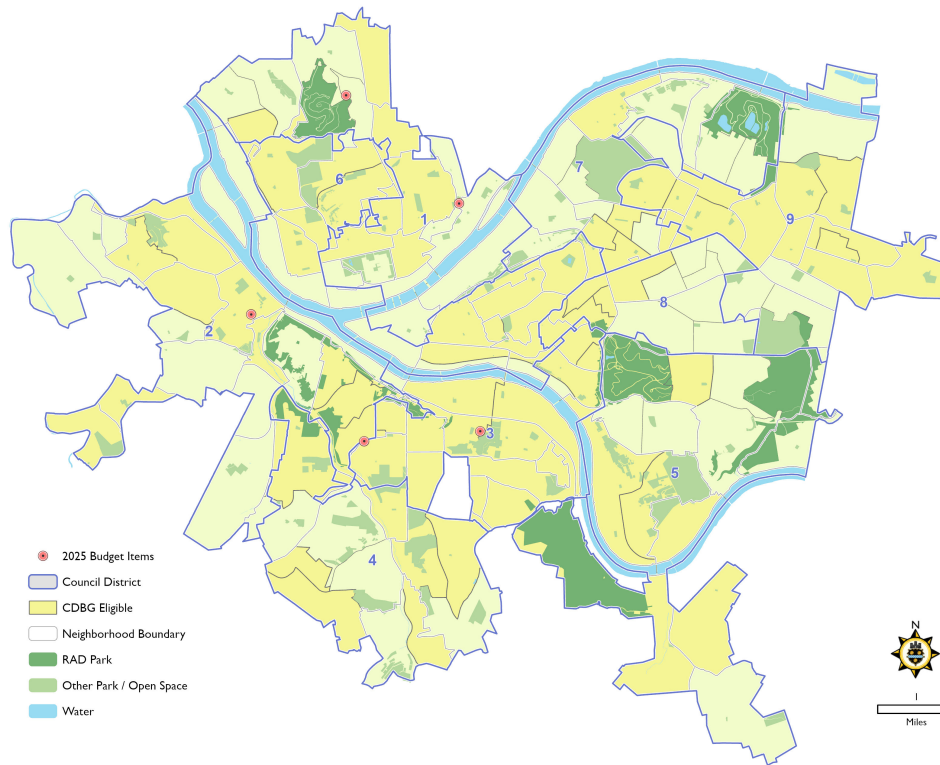 7
6
9
1
8
2
3
5
4
2025 Budget Items
Council District
CDBG Eligible
Neighborhood Boundary
RAD Park
Other Park / Open Space
Water
N
1
Miles